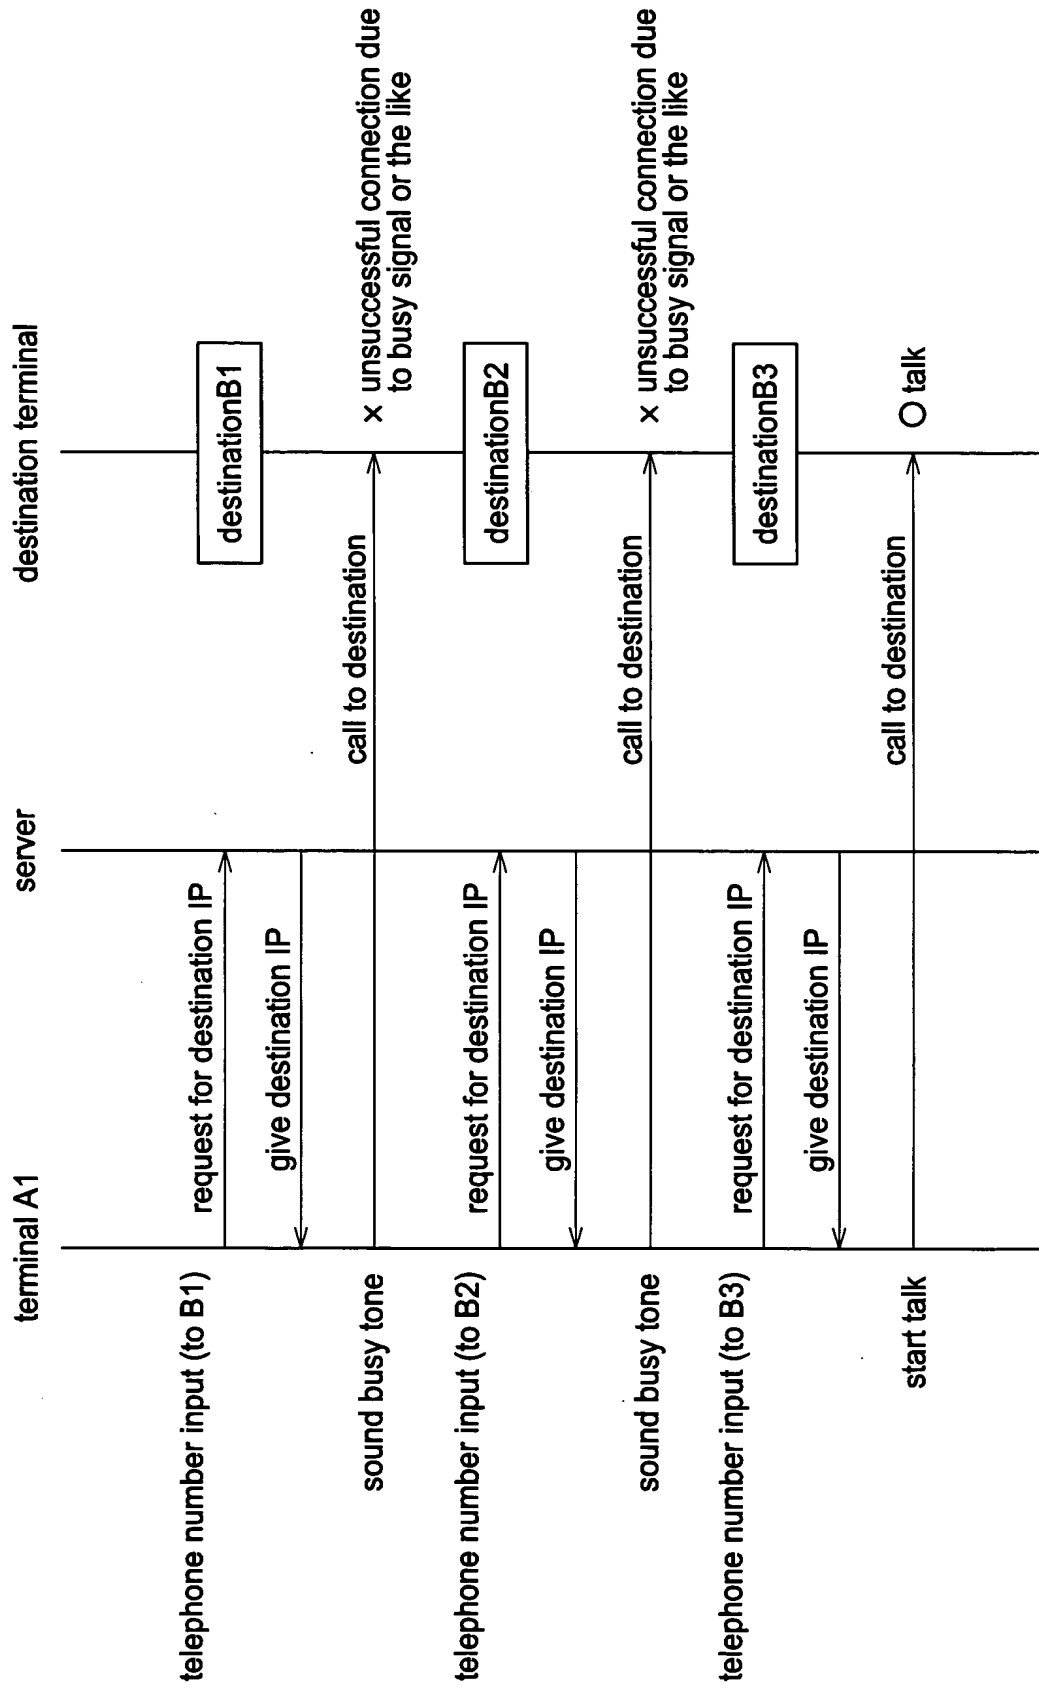 terminal A1
server
destination terminal
telephone number input (to B1)
request for destination IP
destinationB1
give destination IP
sound busy tone
call to destination
× unsuccessful connection due
to busy signal or the like
telephone number input (to B2)
request for destination IP
destinationB2
give destination IP
sound busy tone
call to destination
× unsuccessful connection due
to busy signal or the like
telephone number input (to B3)
request for destination IP
destinationB3
give destination IP
start talk
call to destination
○ talk